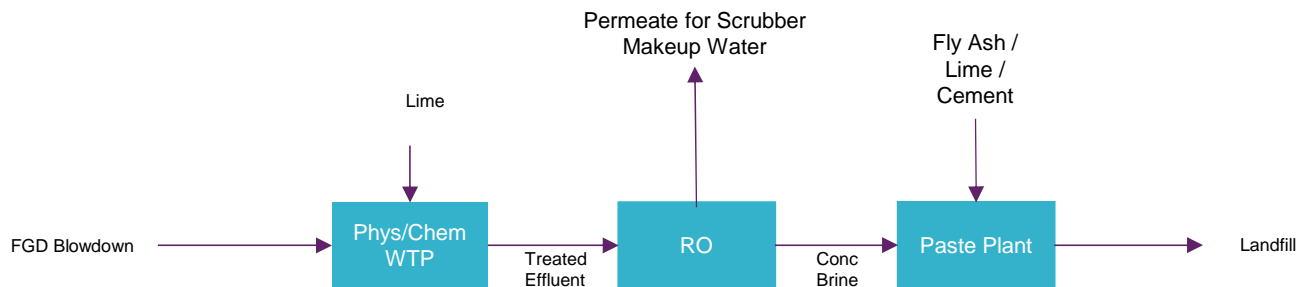 Permeate for Scrubber
Makeup Water
Fly Ash /
Lime /
Cement
Lime
FGD Blowdown
Phys/Chem
WTP
Treated
Effluent
RO
Conc
Brine
Paste Plant
Landfill